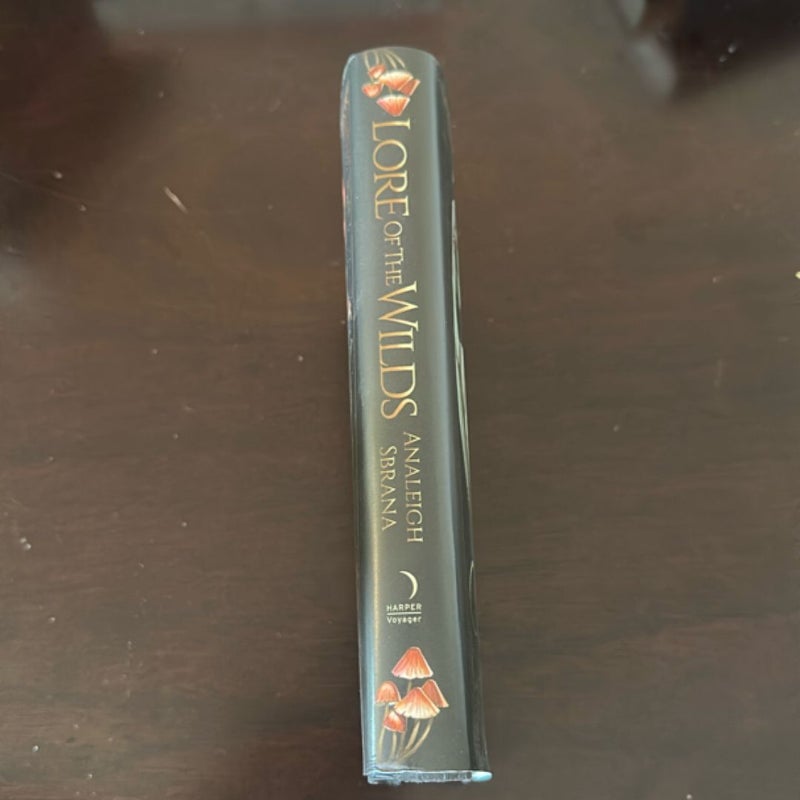 LORE OF THE WILDS
ANALEIGH
SBRANA
HARPER
Voyager